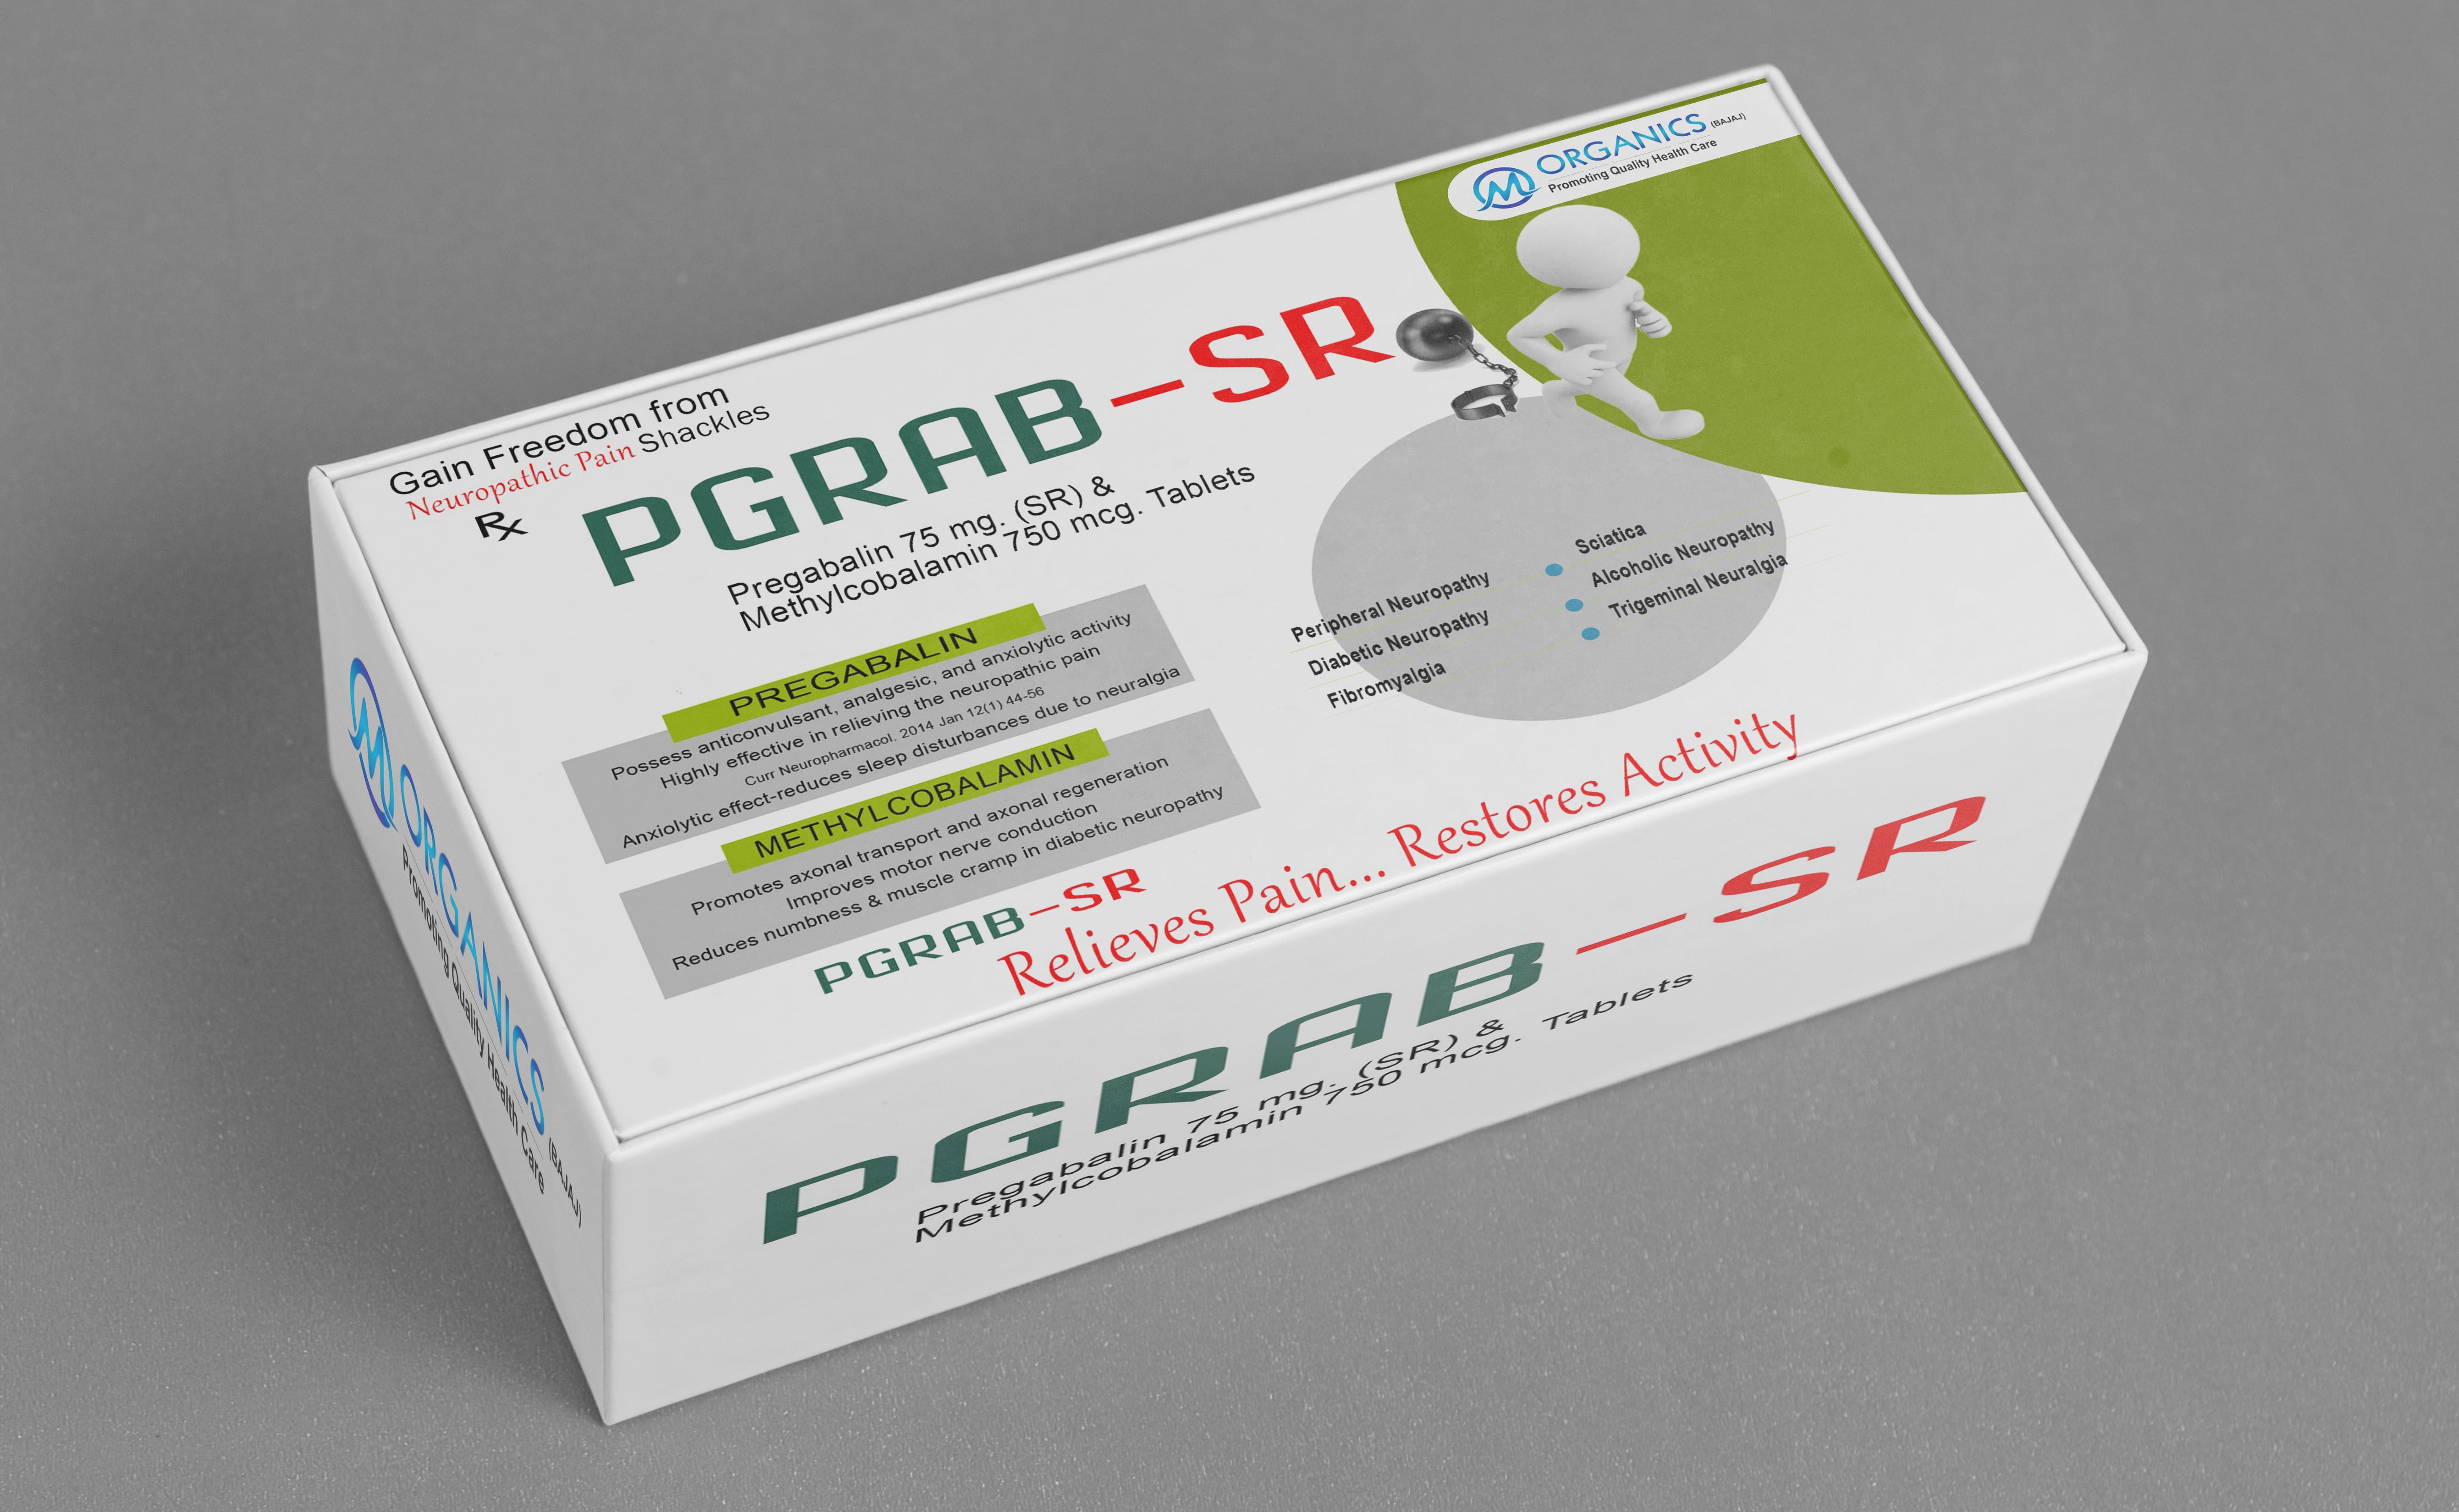 ORGANICS (BAJAJ)
Promoting Quality Health Care
Gain Freedom from
Neuropathic Pain Shackles
Rx
PGRAB-SR
Pregabalin 75 mg. (SR) &
Methylcobalamin 750 mcg. Tablets
PREGABALIN
Possess anticonvulsant, analgesic, and anxiolytic activity
Highly effective in relieving the neuropathic pain
Curr Neuropharmacol. 2014 Jan 12(1) 44-56
Anxiolytic effect-reduces sleep disturbances due to neuralgia
METHYLCOBALAMIN
Promotes axonal transport and axonal regeneration
Improves motor nerve conduction
Reduces numbness & muscle cramp in diabetic neuropathy
Peripheral Neuropathy
Diabetic Neuropathy
Fibromyalgia
Sciatica
Alcoholic Neuropathy
Trigeminal Neuralgia
PGRAB-SR
Relieves Pain... Restores Activity
PGRAB-SR
Pregabalin 75 mg. (SR) &
Methylcobalamin 750 mcg. Tablets
ORGANICS (BAJAJ)
Promoting Quality Health Care